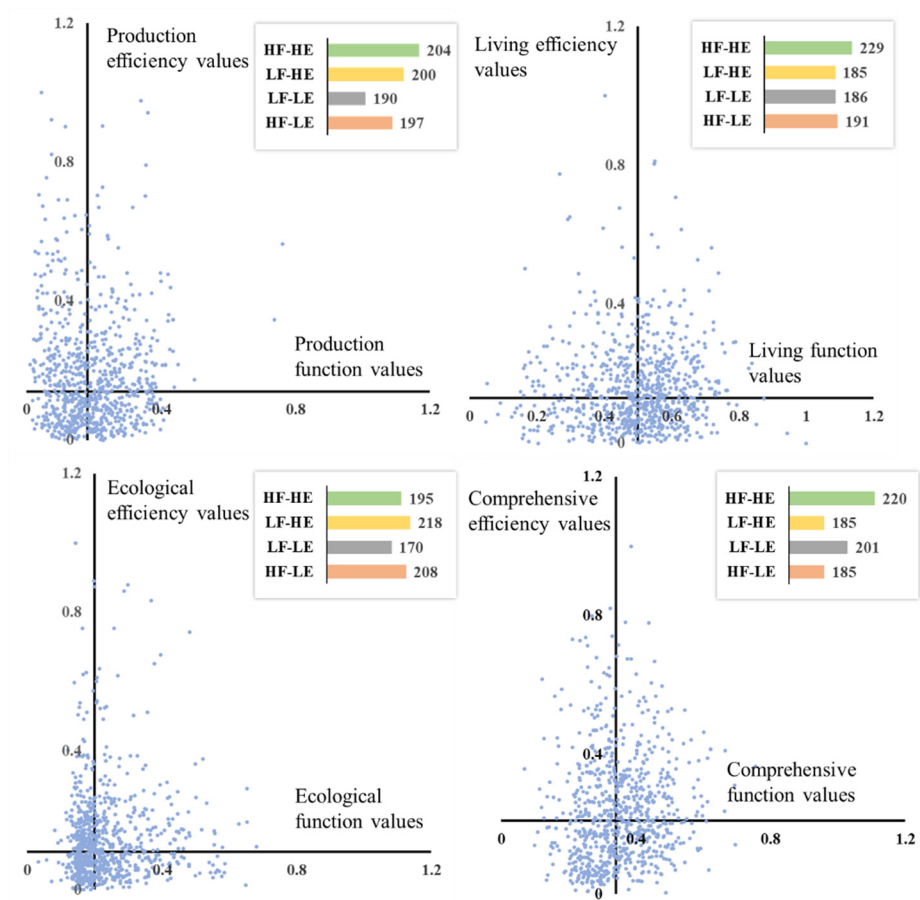 1.2
Production
efficiency values
HF-HE 204
LF-HE 200
LF-LE 190
HF-LE 197
0.8
0.4
Production
function values
0 0.4 0.8 1.2
0
1.2
Living efficiency
values
HF-HE 229
LF-HE 185
LF-LE 186
HF-LE 191
0.8
0.4
Living function
values
0 0.2 0.4 0.6 0.8 1 1.2
0
1.2
Ecological
efficiency values
HF-HE 195
LF-HE 218
LF-LE 170
HF-LE 208
0.8
0.4
Ecological
function values
0 0.4 0.8 1.2
0
1.2
Comprehensive
efficiency values
HF-HE 220
LF-HE 185
LF-LE 201
HF-LE 185
0.8
0.4
Comprehensive
function values
0 0.4 0.8 1.2
0